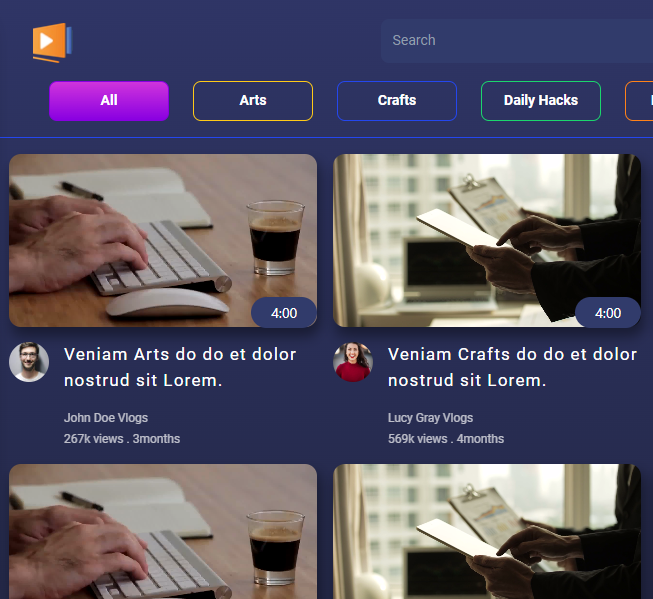 Search
All
Arts
Crafts
Daily Hacks
4:00
4:00
Veniam Arts do do et dolor
nostrud sit Lorem.
John Doe Vlogs
267k views . 3months
Veniam Crafts do do et dolor
nostrud sit Lorem.
Lucy Gray Vlogs
569k views . 4months